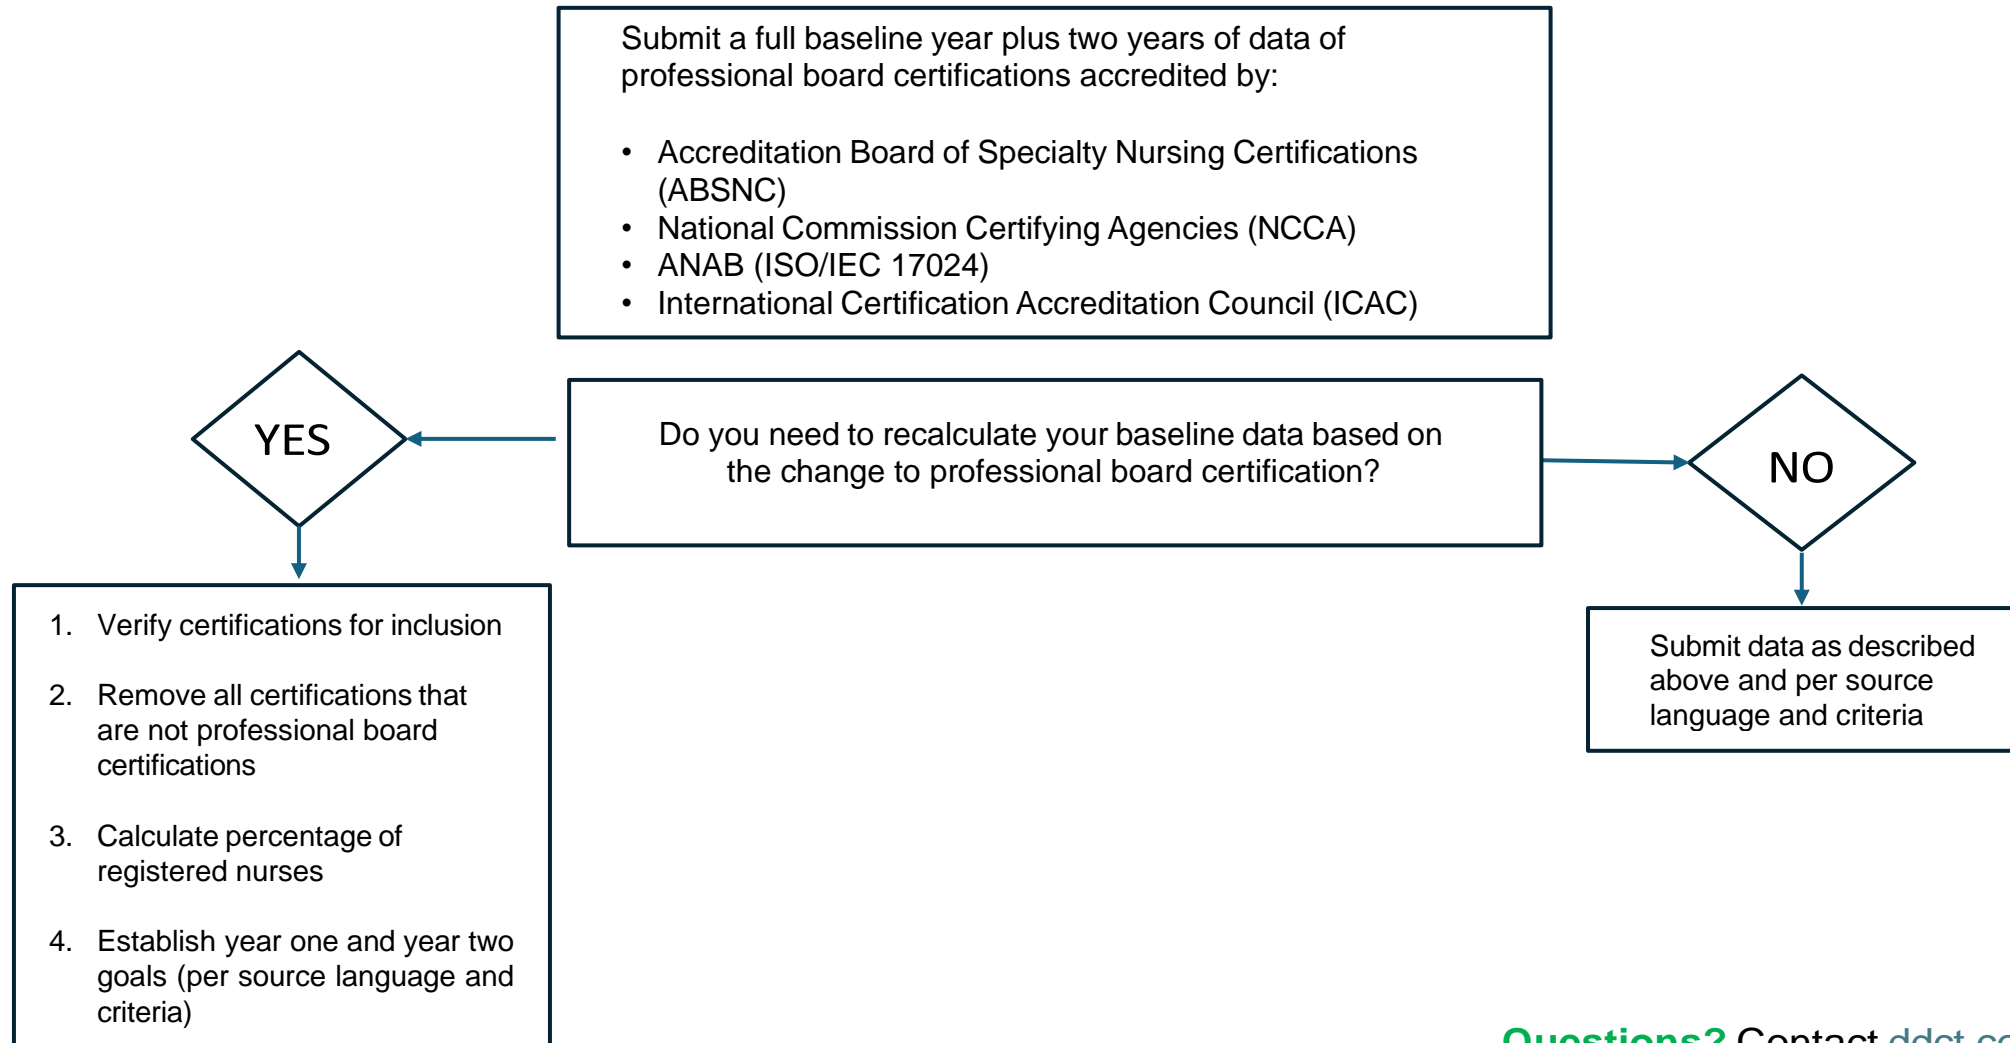 Submit a full baseline year plus two years of data of
professional board certifications accredited by:
• Accreditation Board of Specialty Nursing Certifications
(ABSNC)
• National Commission Certifying Agencies (NCCA)
• ANAB (ISO/IEC 17024)
• International Certification Accreditation Council (ICAC)
YES
Do you need to recalculate your baseline data based on
the change to professional board certification?
NO
1. Verify certifications for inclusion
2. Remove all certifications that
are not professional board
certifications
3. Calculate percentage of
registered nurses
4. Establish year one and year two
goals (per source language and
criteria)
Submit data as described
above and per source
language and criteria
Questions? Contact